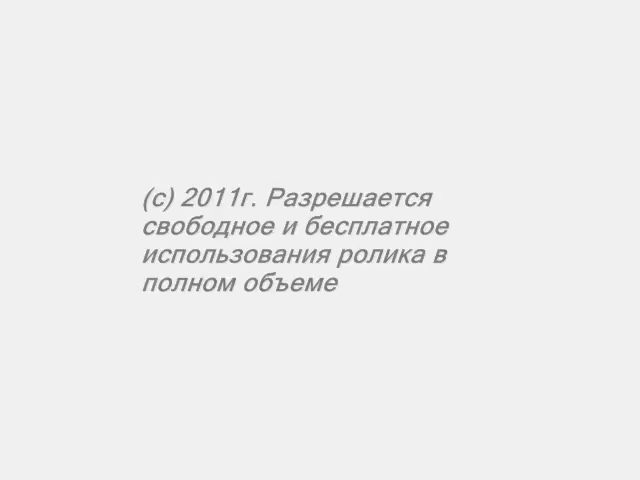 (с) 2011г. Разрешается
свободное и бесплатное
использования ролика в
полном объеме